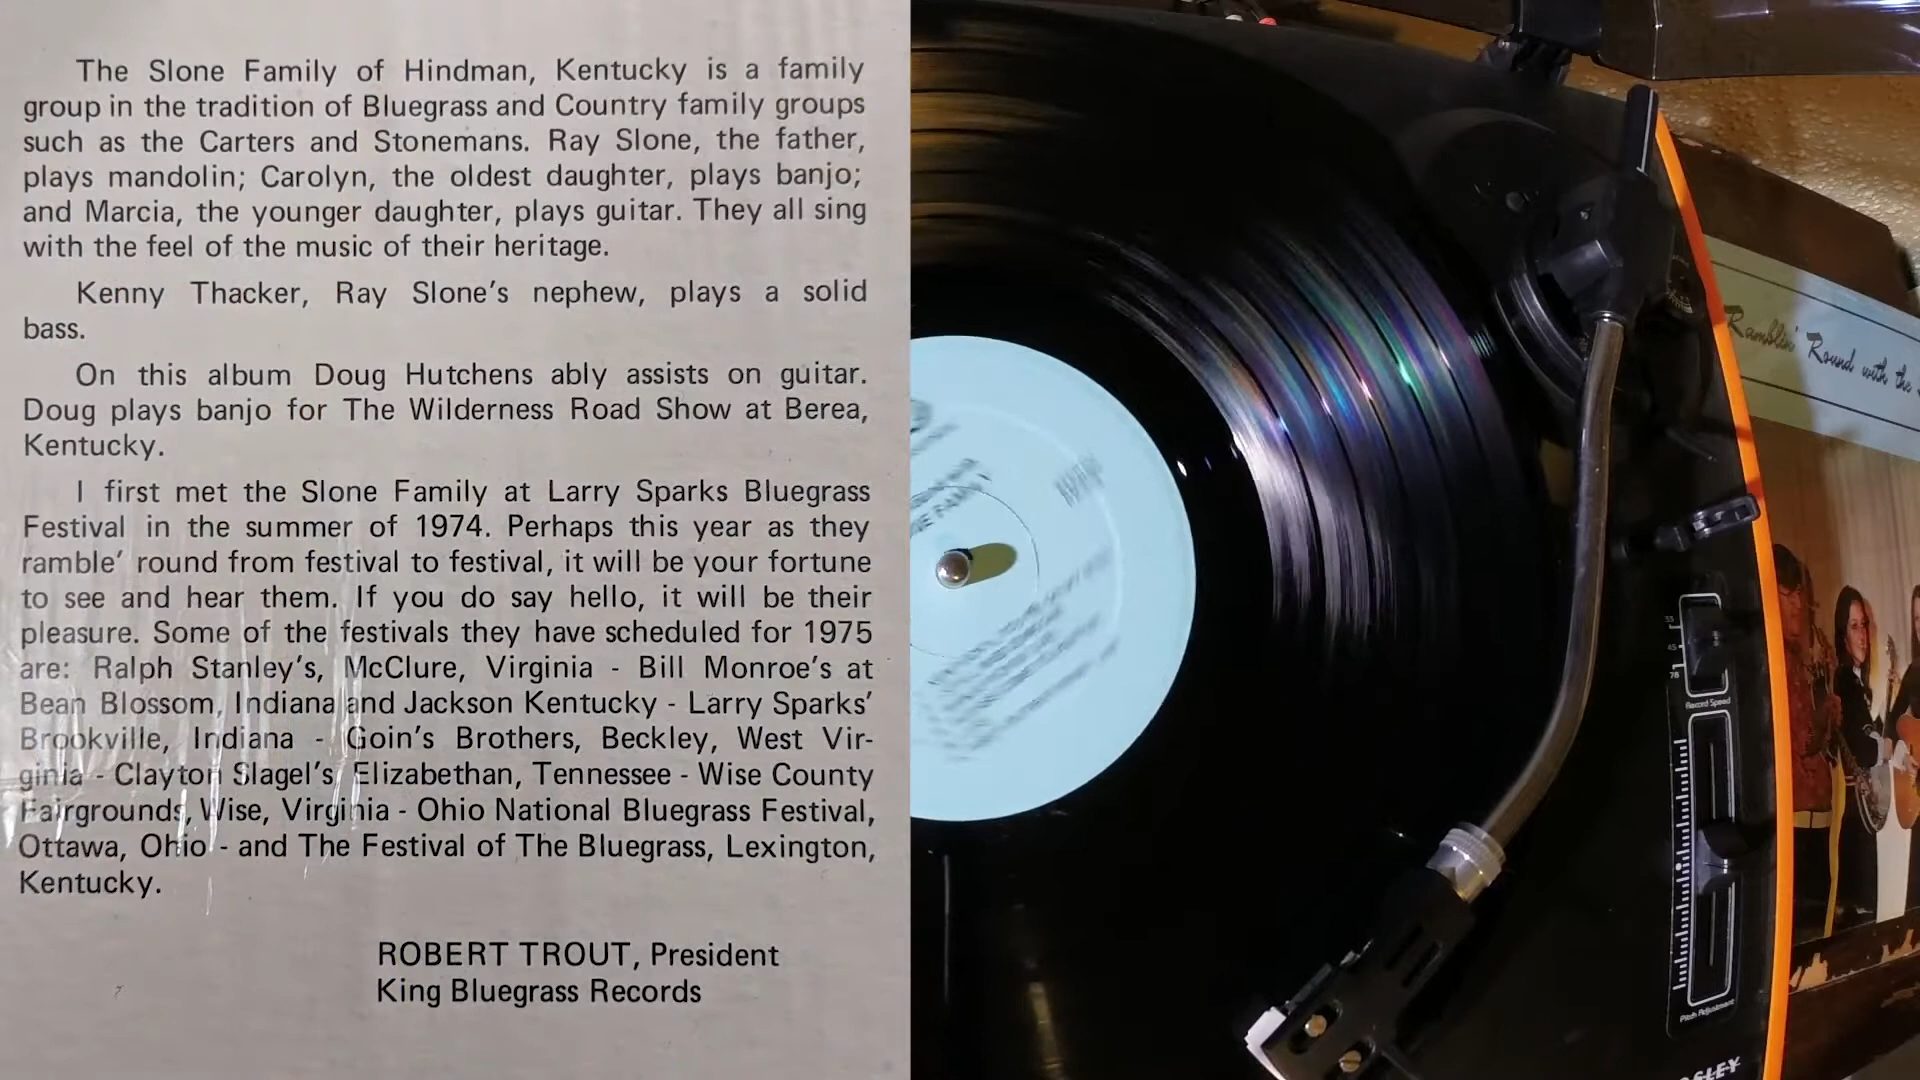 The Slone Family of Hindman, Kentucky is a family
group in the tradition of Bluegrass and Country family groups
such as the Carters and Stonemans. Ray Slone, the father,
plays mandolin; Carolyn, the oldest daughter, plays banjo;
and Marcia, the younger daughter, plays guitar. They all sing
with the feel of the music of their heritage.
Kenny Thacker, Ray Slone's nephew, plays a solid
bass.
On this album Doug Hutchens ably assists on guitar.
Doug plays banjo for The Wilderness Road Show at Berea,
Kentucky.
I first met the Slone Family at Larry Sparks Bluegrass
Festival in the summer of 1974. Perhaps this year as they
ramble' round from festival to festival, it will be your fortune
to see and hear them. If you do say hello, it will be their
pleasure. Some of the festivals they have scheduled for 1975
are: Ralph Stanley's, McClure, Virginia - Bill Monroe's at
Bean Blossom, Indiana and Jackson Kentucky - Larry Sparks'
Brookville, Indiana - Goin's Brothers, Beckley, West Vir-
ginia - Clayton Slagel's, Elizabethan, Tennessee - Wise County
Fairgrounds, Wise, Virginia - Ohio National Bluegrass Festival,
Ottawa, Ohio - and The Festival of The Bluegrass, Lexington,
Kentucky.
ROBERT TROUT, President
King Bluegrass Records
Ramblin' Round with the
33
45
78
Record Speed
Pitch Adjustment
SLEY